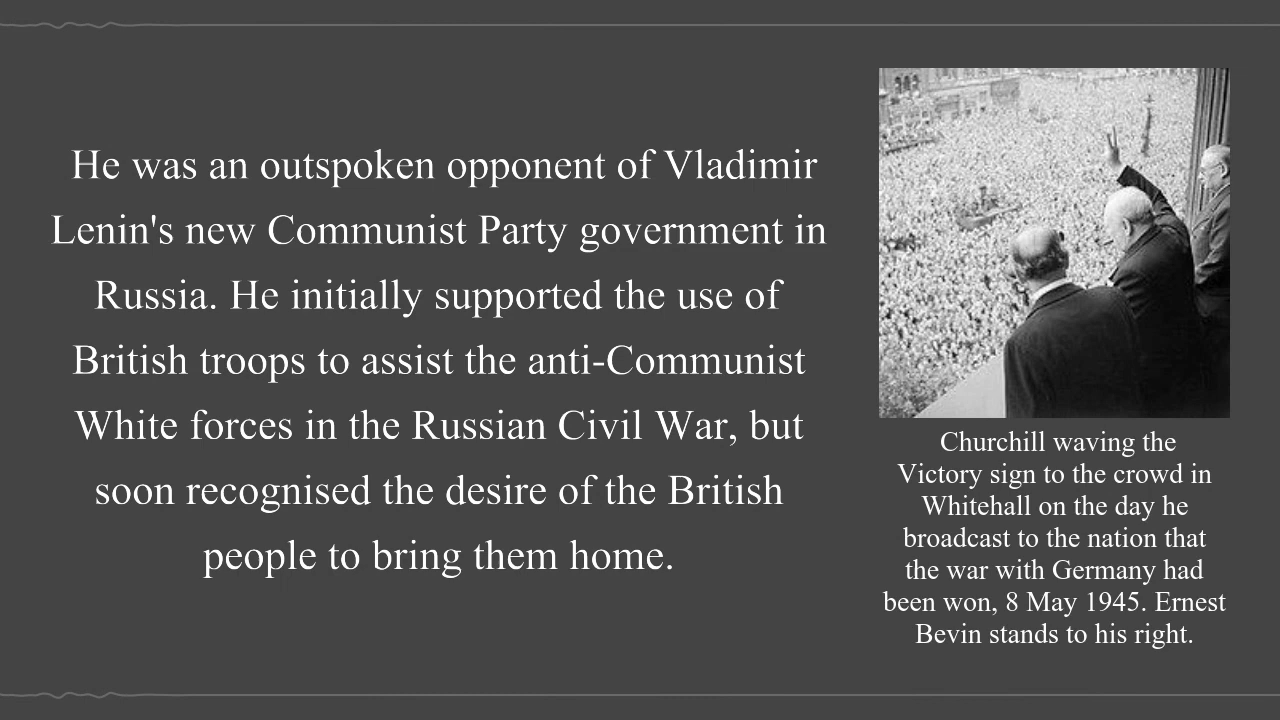 He was an outspoken opponent of Vladimir
Lenin's new Communist Party government in
Russia. He initially supported the use of
British troops to assist the anti-Communist
White forces in the Russian Civil War, but
soon recognised the desire of the British
people to bring them home.
Churchill waving the
Victory sign to the crowd in
Whitehall on the day he
broadcast to the nation that
the war with Germany had
been won, 8 May 1945. Ernest
Bevin stands to his right.